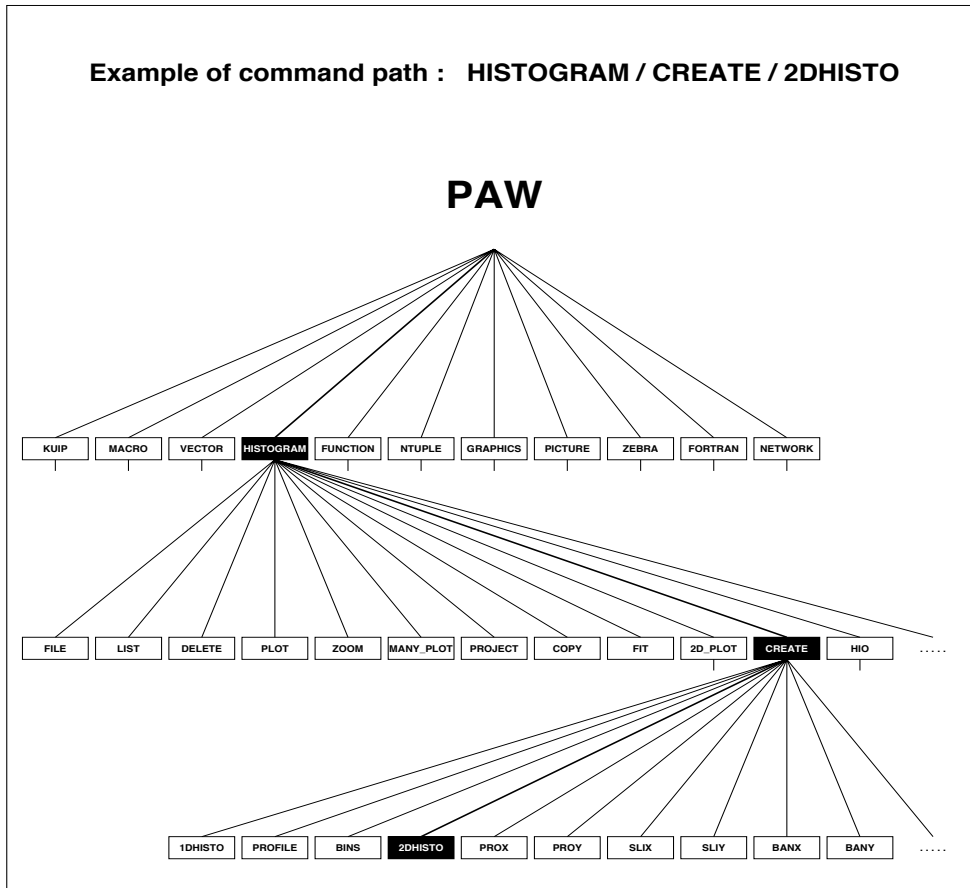 Example of command path : HISTOGRAM / CREATE / 2DHISTO
PAW
KUIP MACRO VECTOR HISTOGRAM FUNCTION NTUPLE GRAPHICS PICTURE ZEBRA FORTRAN NETWORK
FILE LIST DELETE PLOT ZOOM MANY_PLOT PROJECT COPY FIT 2D_PLOT CREATE HIO .....
1DHISTO PROFILE BINS 2DHISTO PROX PROY SLIX SLIY BANX BANY .....